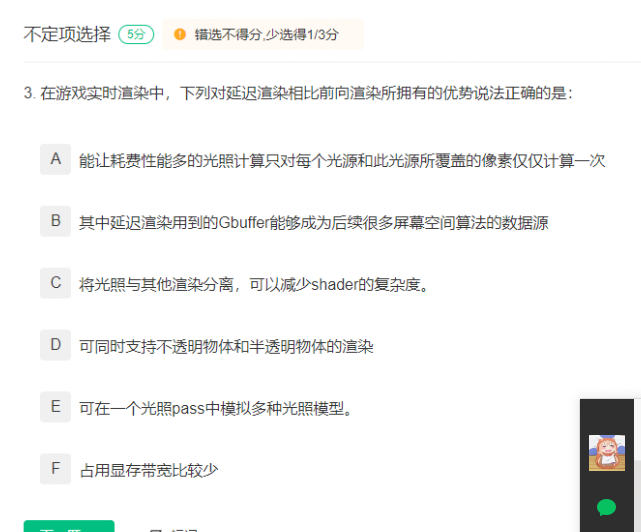 不定项选择 5分 错选不得分,少选得1/3分
3. 在游戏实时渲染中，下列对延迟渲染相比前向渲染所拥有的优势说法正确的是：
A 能让耗费性能多的光照计算只对每个光源和此光源所覆盖的像素仅仅计算一次
B 其中延迟渲染用到的Gbuffer能够成为后续很多屏幕空间算法的数据源
C 将光照与其他渲染分离，可以减少shader的复杂度。
D 可同时支持不透明物体和半透明物体的渲染
E 可在一个光照pass中模拟多种光照模型。
F 占用显存带宽比较少